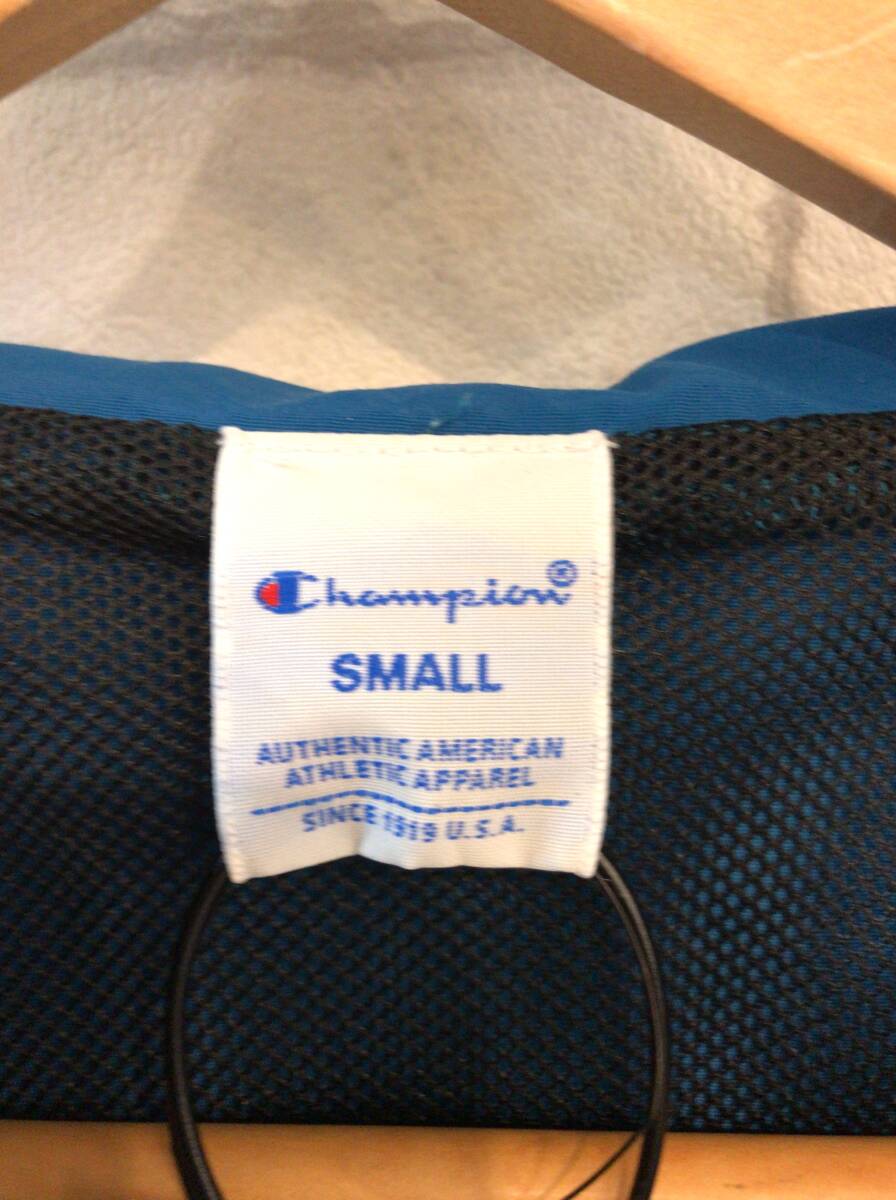 Champion®
SMALL
AUTHENTIC AMERICAN
ATHLETIC APPAREL
SINCE 1919 U.S.A.